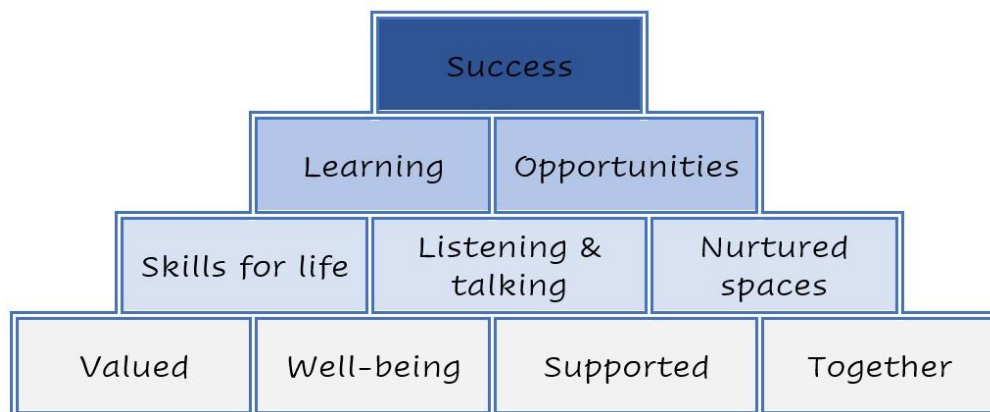 Success
Learning
Opportunities
Skills for life
Listening &
talking
Nurtured
spaces
Valued
Well-being
Supported
Together